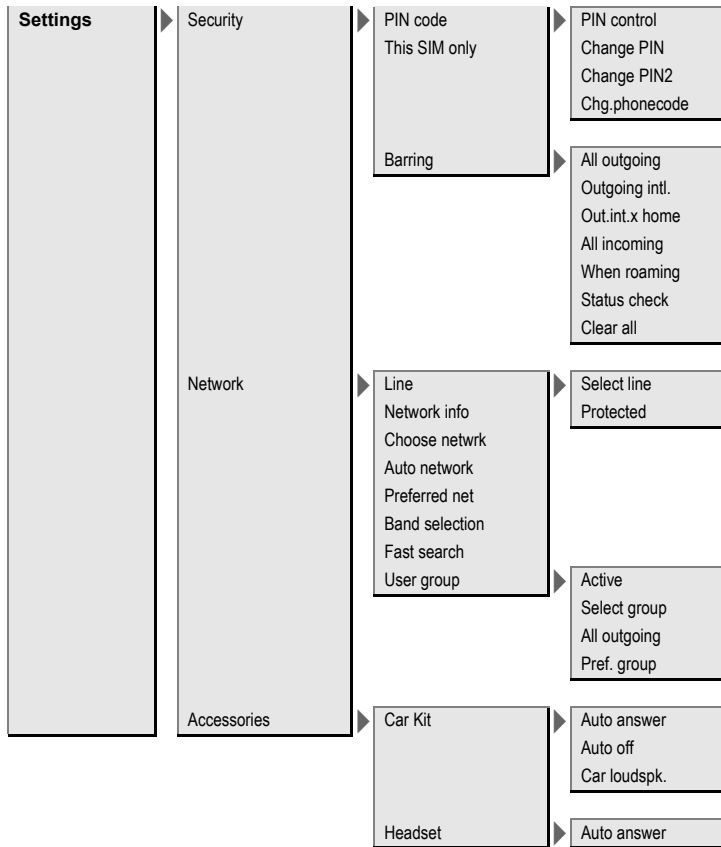 Settings
Security
PIN code
PIN control
This SIM only
Change PIN
Change PIN2
Chg.phonecode
Barring
All outgoing
Outgoing intl.
Out.int.x home
All incoming
When roaming
Status check
Clear all
Network
Line
Select line
Network info
Protected
Choose netwrk
Auto network
Preferred net
Band selection
Fast search
User group
Active
Select group
All outgoing
Pref. group
Accessories
Car Kit
Auto answer
Auto off
Car loudspk.
Headset
Auto answer